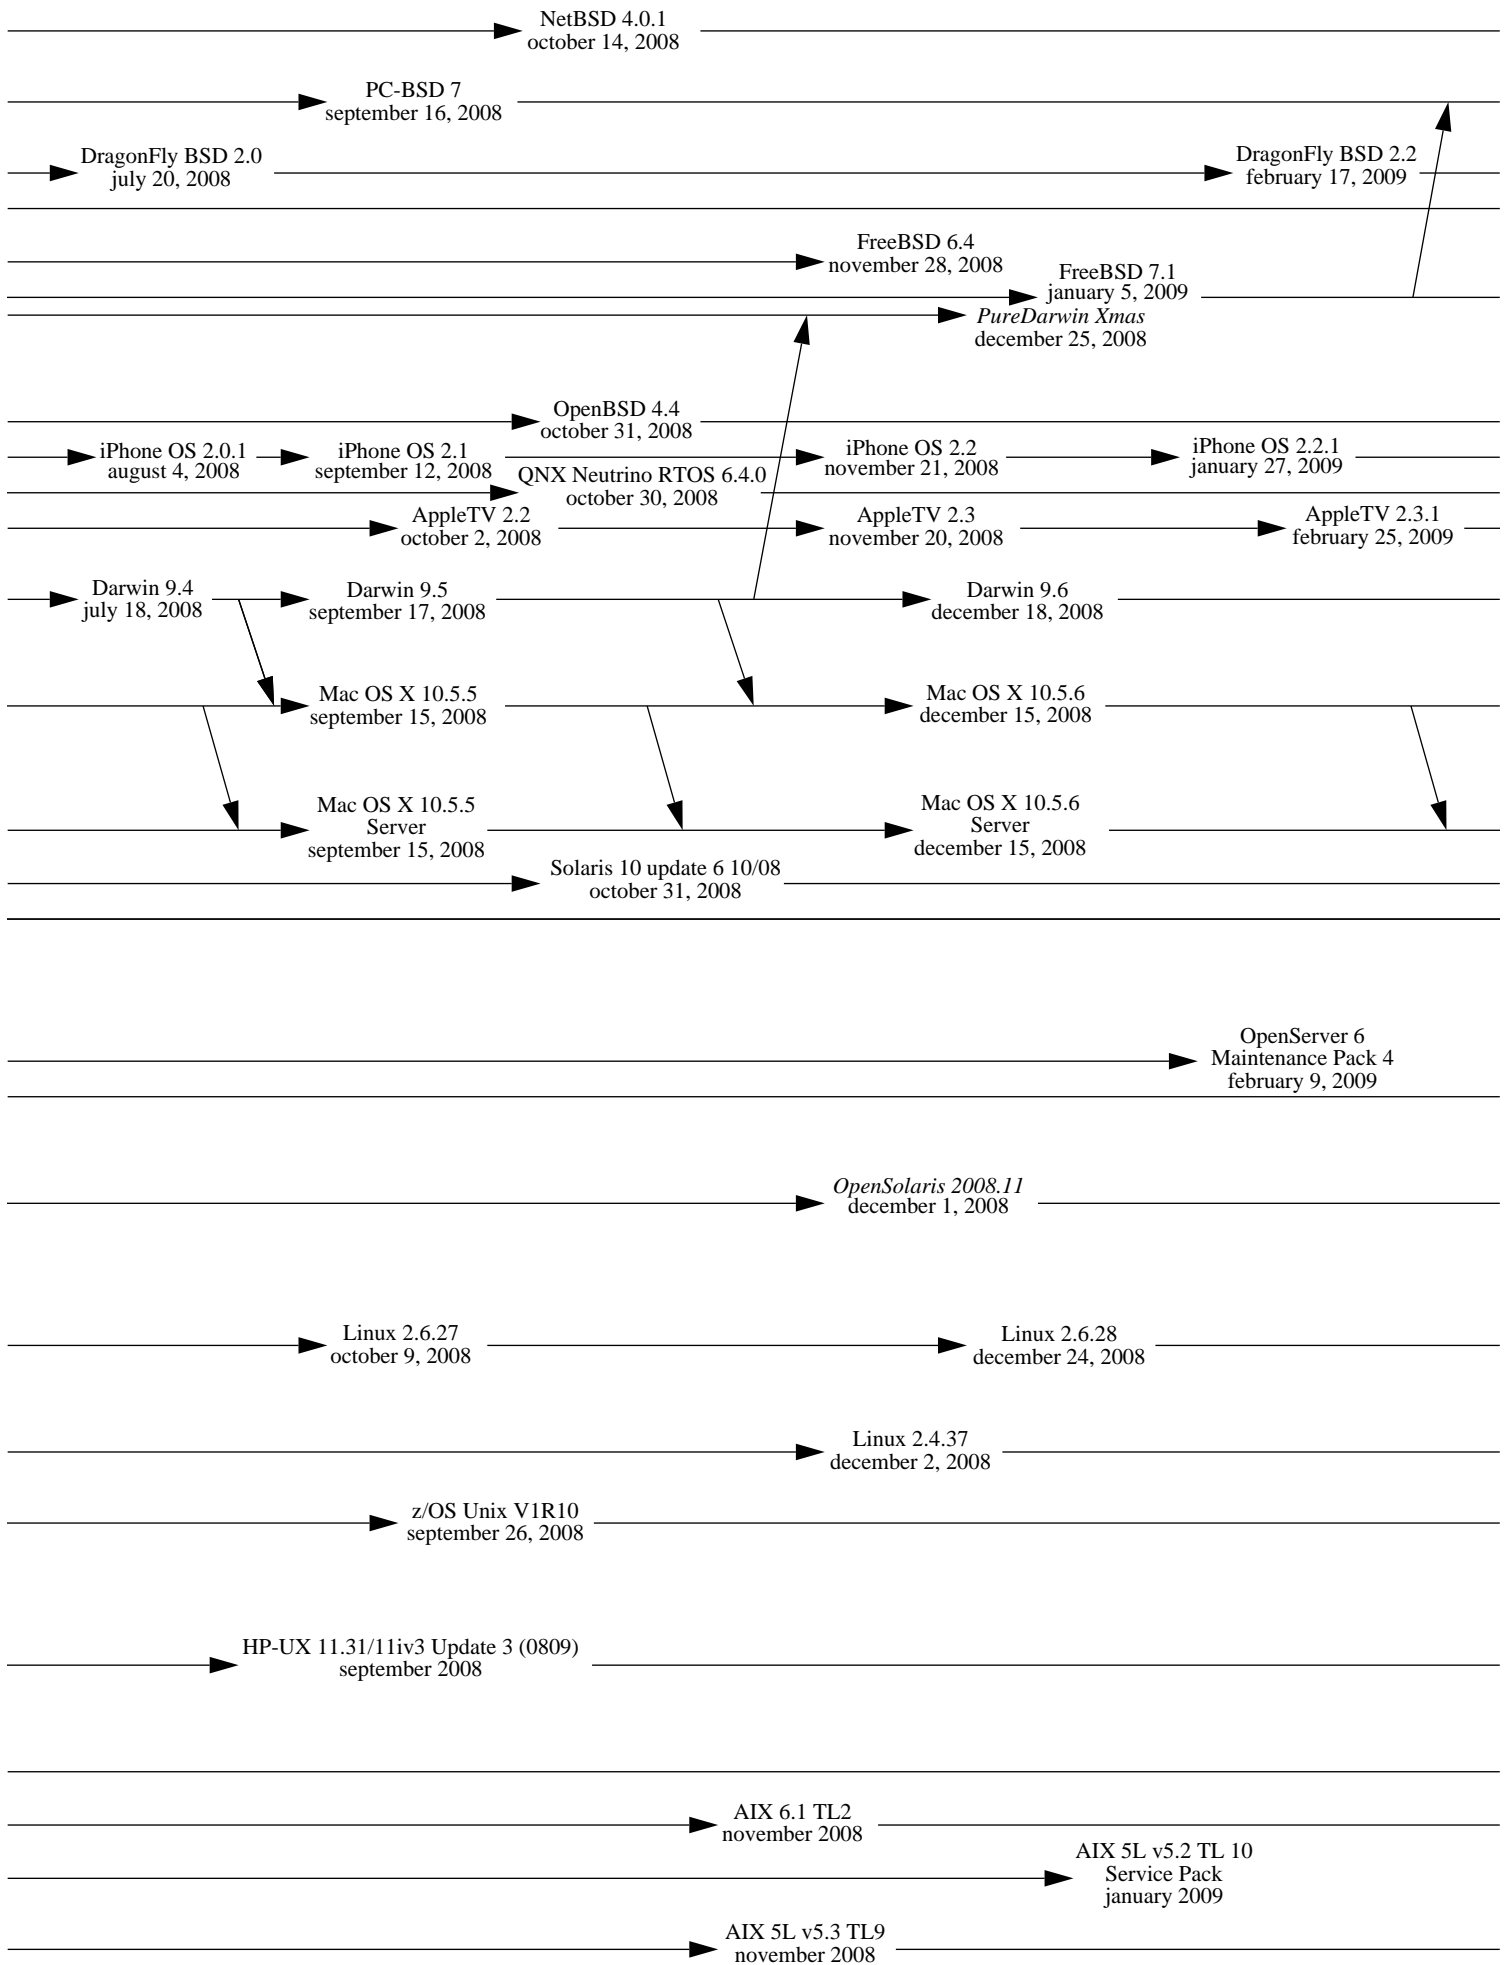 NetBSD 4.0.1
october 14, 2008
PC-BSD 7
september 16, 2008
DragonFly BSD 2.0
july 20, 2008
DragonFly BSD 2.2
february 17, 2009
FreeBSD 6.4
november 28, 2008
FreeBSD 7.1
january 5, 2009
PureDarwin Xmas
december 25, 2008
OpenBSD 4.4
october 31, 2008
iPhone OS 2.0.1
august 4, 2008
iPhone OS 2.1
september 12, 2008
iPhone OS 2.2
november 21, 2008
iPhone OS 2.2.1
january 27, 2009
QNX Neutrino RTOS 6.4.0
october 30, 2008
AppleTV 2.2
october 2, 2008
AppleTV 2.3
november 20, 2008
AppleTV 2.3.1
february 25, 2009
Darwin 9.4
july 18, 2008
Darwin 9.5
september 17, 2008
Darwin 9.6
december 18, 2008
Mac OS X 10.5.5
september 15, 2008
Mac OS X 10.5.6
december 15, 2008
Mac OS X 10.5.5
Server
september 15, 2008
Mac OS X 10.5.6
Server
december 15, 2008
Solaris 10 update 6 10/08
october 31, 2008
OpenServer 6
Maintenance Pack 4
february 9, 2009
OpenSolaris 2008.11
december 1, 2008
Linux 2.6.27
october 9, 2008
Linux 2.6.28
december 24, 2008
Linux 2.4.37
december 2, 2008
z/OS Unix V1R10
september 26, 2008
HP-UX 11.31/11iv3 Update 3 (0809)
september 2008
AIX 6.1 TL2
november 2008
AIX 5L v5.2 TL 10
Service Pack
january 2009
AIX 5L v5.3 TL9
november 2008